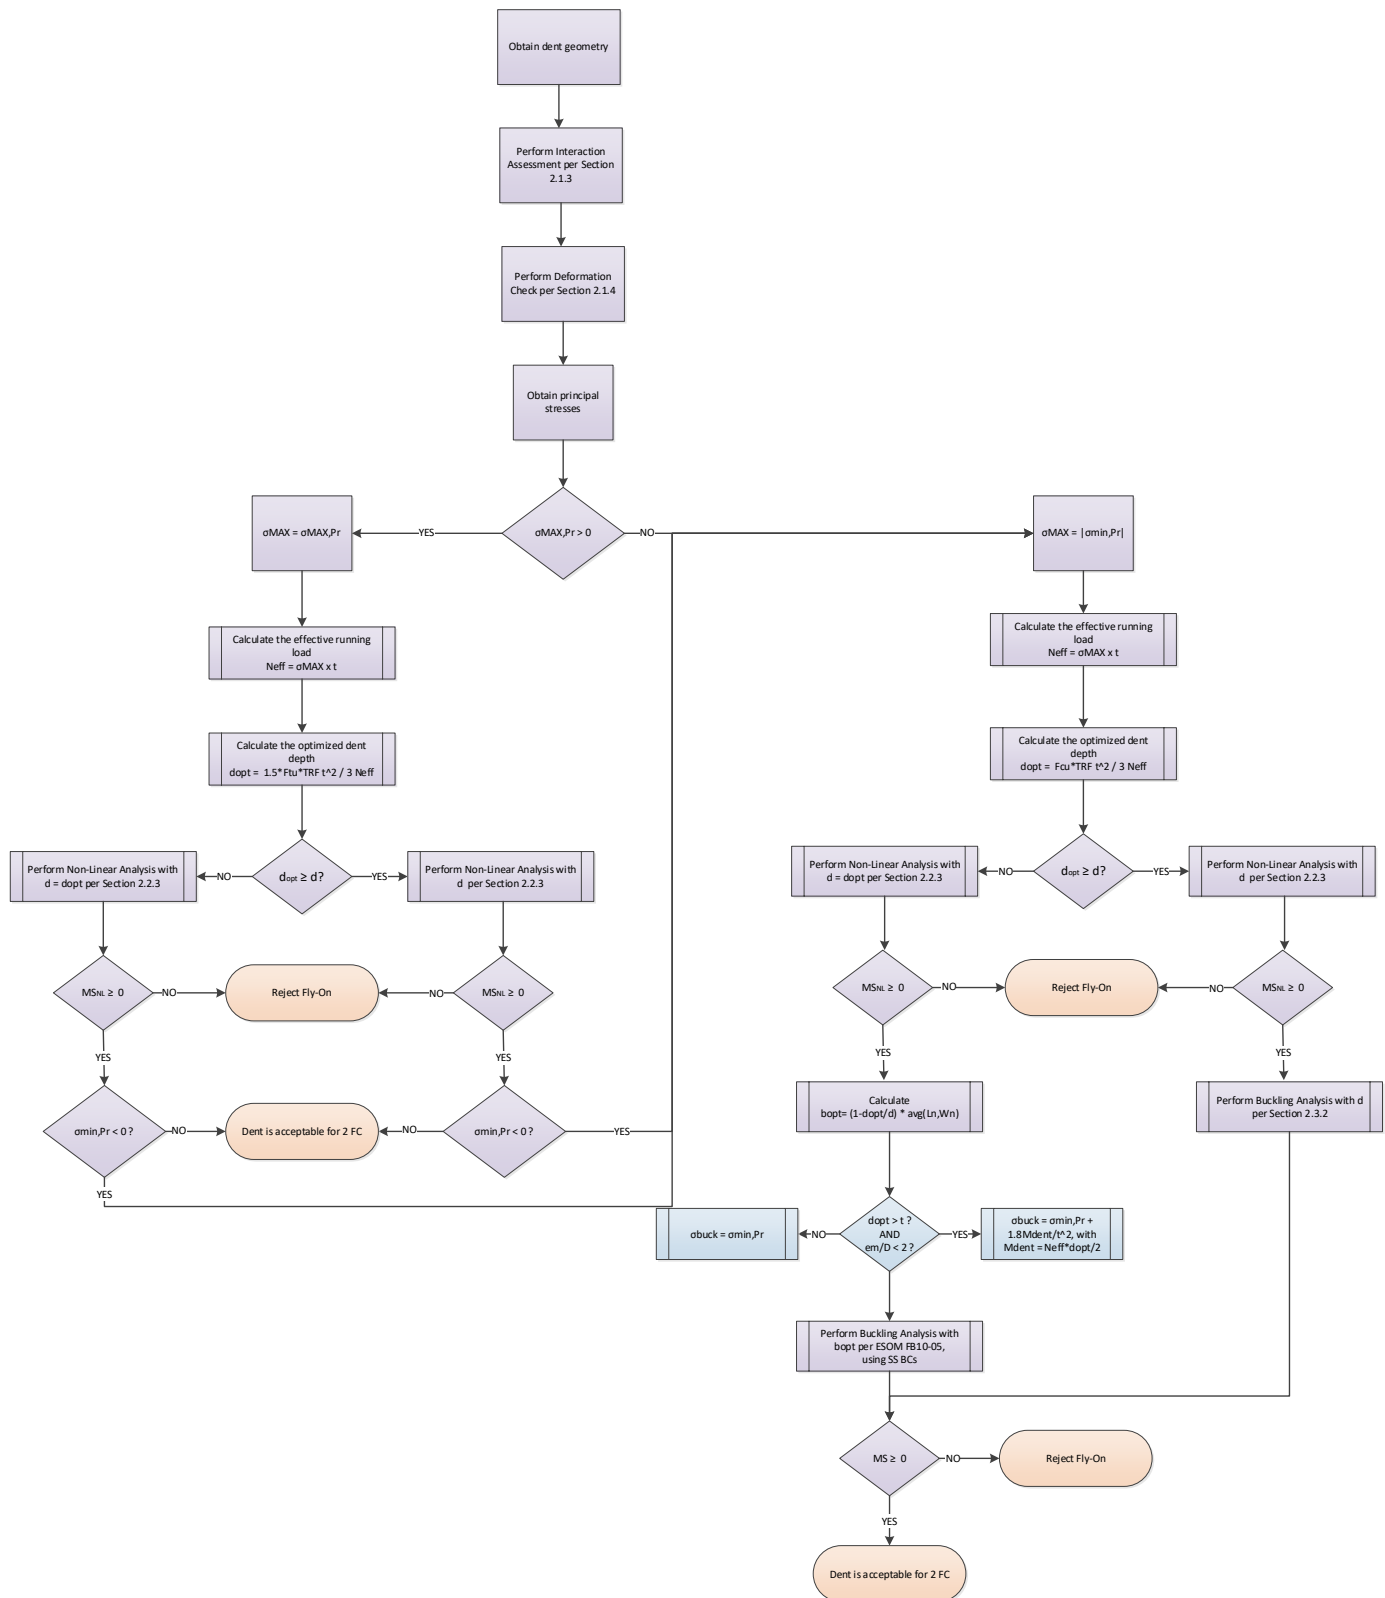 Obtain dent geometry
Perform Interaction
Assessment per Section
2.1.3
Perform Deformation
Check per Section 2.1.4
Obtain principal
stresses
σMAX = σMAX,Pr
YES
σMAX,Pr > 0
NO
σMAX = |σmin,Pr|
Calculate the effective running
load
Neff = σMAX x t
Calculate the effective running
load
Neff = σMAX x t
Calculate the optimized dent
depth
dopt = 1.5*Ftu*TRF t^2 / 3 Neff
Calculate the optimized dent
depth
dopt = Fcu*TRF t^2 / 3 Neff
Perform Non-Linear Analysis with
d = dopt per Section 2.2.3
NO
dopt ≥ d?
YES
Perform Non-Linear Analysis with
d per Section 2.2.3
Perform Non-Linear Analysis with
d = dopt per Section 2.2.3
NO
dopt ≥ d?
YES
Perform Non-Linear Analysis with
d per Section 2.2.3
MSNL ≥ 0
NO
Reject Fly-On
NO
MSNL ≥ 0
MSNL ≥ 0
NO
Reject Fly-On
NO
MSNL ≥ 0
YES
YES
YES
YES
σmin,Pr < 0 ?
NO
Dent is acceptable for 2 FC
NO
σmin,Pr < 0 ?
YES
Calculate
bopt= (1-dopt/d) * avg(Ln,Wn)
Perform Buckling Analysis with d
per Section 2.3.2
YES
σbuck = σmin,Pr
NO
dopt > t ?
AND
em/D < 2 ?
YES
σbuck = σmin,Pr +
1.8Mdent/t^2, with
Mdent = Neff*dopt/2
Perform Buckling Analysis with
bopt per ESOM FB10-05,
using SS BCs
MS ≥ 0
NO
Reject Fly-On
YES
Dent is acceptable for 2 FC